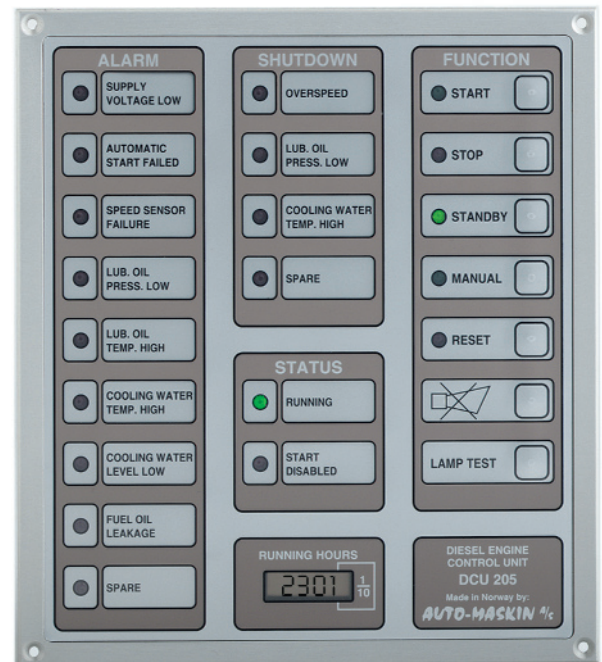 ALARM
SUPPLY
VOLTAGE LOW
AUTOMATIC
START FAILED
SPEED SENSOR
FAILURE
LUB. OIL
PRESS. LOW
LUB. OIL
TEMP. HIGH
COOLING WATER
TEMP. HIGH
COOLING WATER
LEVEL LOW
FUEL OIL
LEAKAGE
SPARE
SHUTDOWN
OVERSPEED
LUB. OIL
PRESS. LOW
COOLING WATER
TEMP. HIGH
SPARE
STATUS
RUNNING
START
DISABLED
RUNNING HOURS
2301 1/10
FUNCTION
START
STOP
STANDBY
MANUAL
RESET
LAMP TEST
DIESEL ENGINE
CONTROL UNIT
DCU 205
Made in Norway by:
AUTO-MASKIN A/S